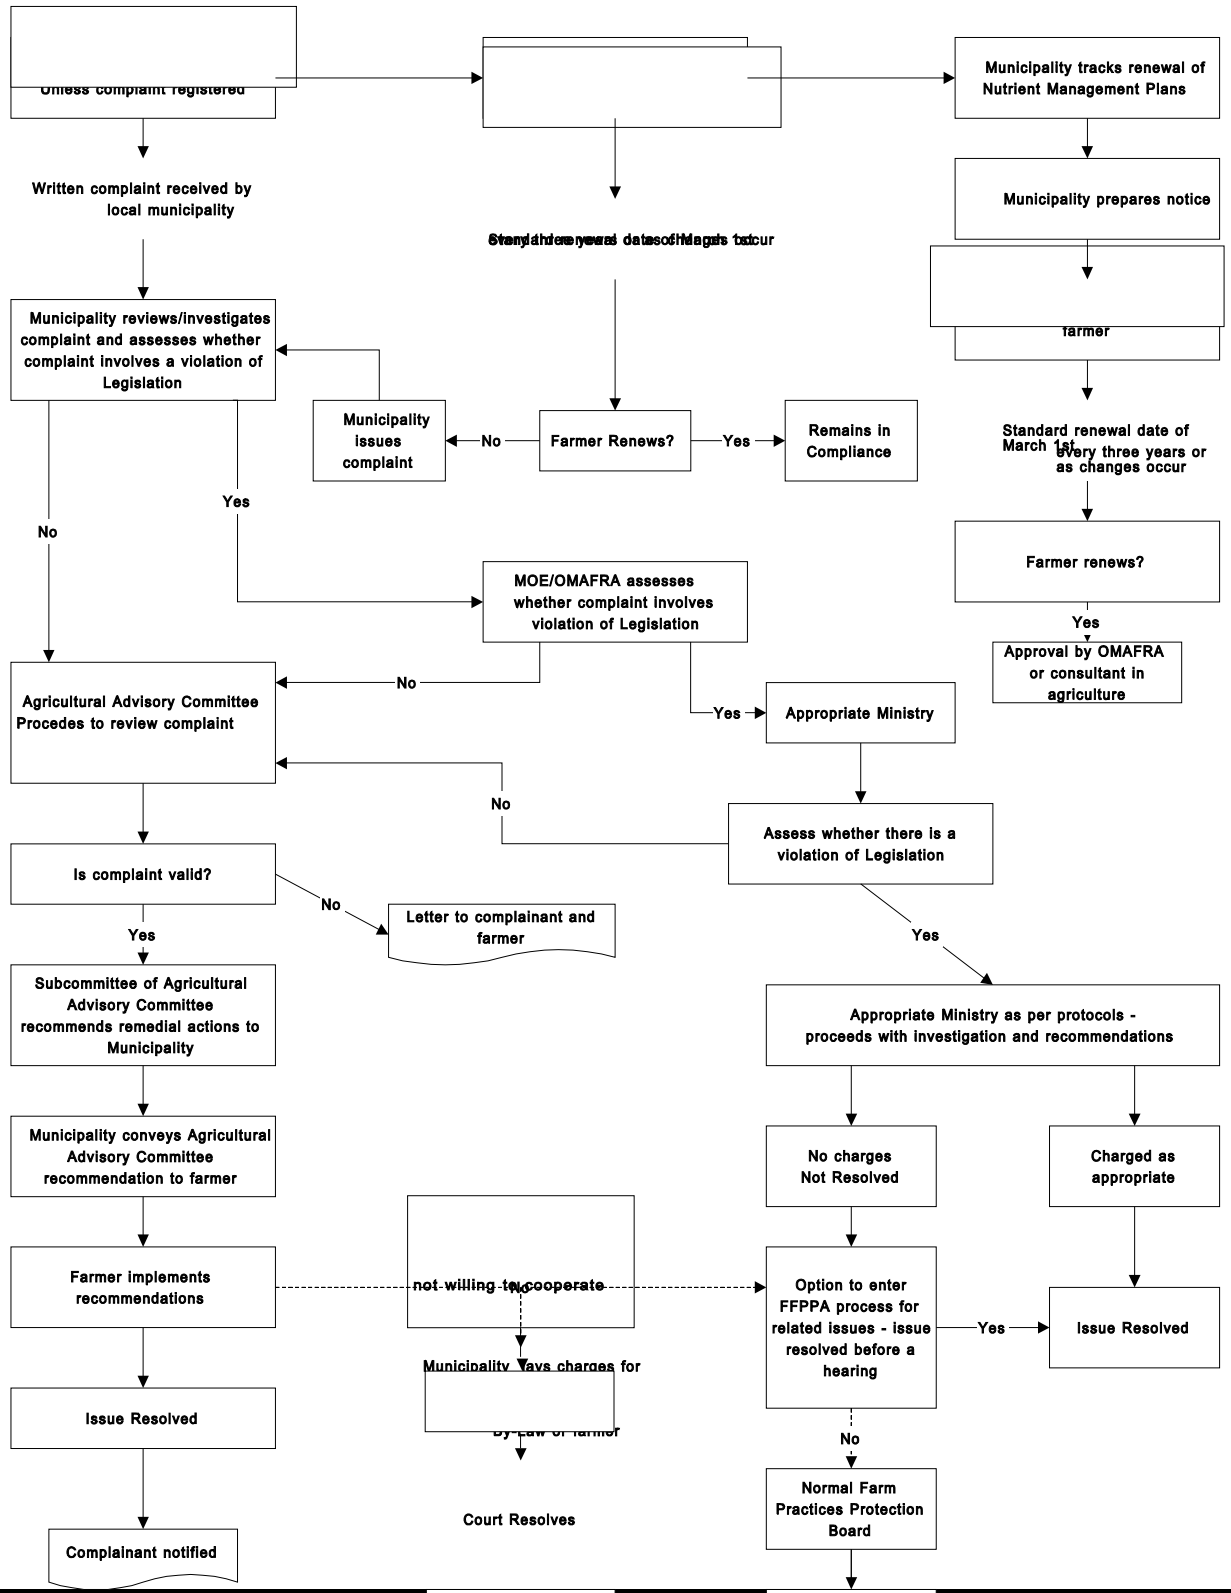 Unless complaint registered
Municipality tracks renewal of
Nutrient Management Plans
Written complaint received by
local municipality
Municipality prepares notice
farmer
Municipality reviews/investigates
complaint and assesses whether
complaint involves a violation of
Legislation
Municipality
issues
complaint
No
Farmer Renews?
Yes
Remains in
Compliance
Standard renewal date of
March 1st
every three years or
as changes occur
Yes
No
Farmer renews?
Yes
Approval by OMAFRA
or consultant in
agriculture
MOE/OMAFRA assesses
whether complaint involves
violation of Legislation
No
Yes
Appropriate Ministry
Agricultural Advisory Committee
Procedes to review complaint
No
Assess whether there is a
violation of Legislation
Is complaint valid?
No
Letter to complainant and
farmer
Yes
Yes
Subcommittee of Agricultural
Advisory Committee
recommends remedial actions to
Municipality
Appropriate Ministry as per protocols -
proceeds with investigation and recommendations
Municipality conveys Agricultural
Advisory Committee
recommendation to farmer
No charges
Not Resolved
Charged as
appropriate
Farmer implements
recommendations
not willing to cooperate
No
Option to enter
FFPPA process for
related issues - issue
resolved before a
hearing
Yes
Issue Resolved
Municipality lays charges for
By-Law or farmer
Issue Resolved
No
Court Resolves
Normal Farm
Practices Protection
Board
Complainant notified